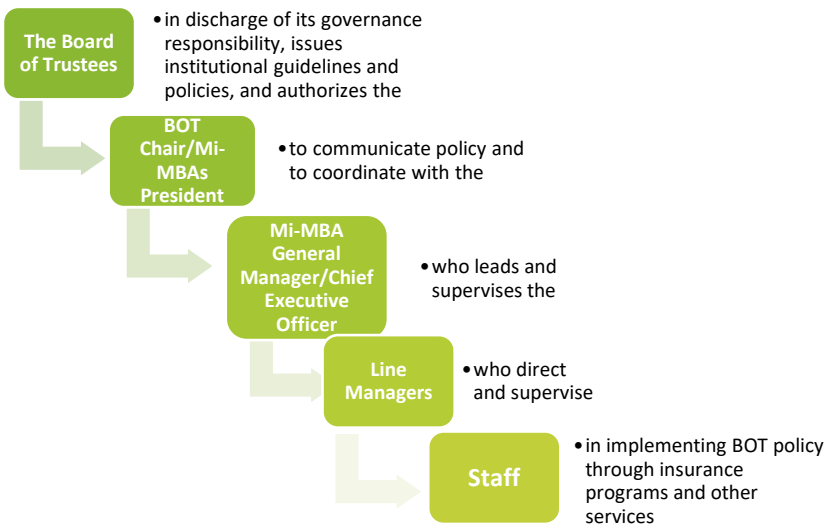 The Board
of Trustees
•in discharge of its governance
responsibility, issues
institutional guidelines and
policies, and authorizes the
BOT
Chair/Mi-
MBAs
President
•to communicate policy and
to coordinate with the
Mi-MBA
General
Manager/Chief
Executive
Officer
•who leads and
supervises the
Line
Managers
•who direct
and supervise
Staff
•in implementing BOT policy
through insurance
programs and other
services